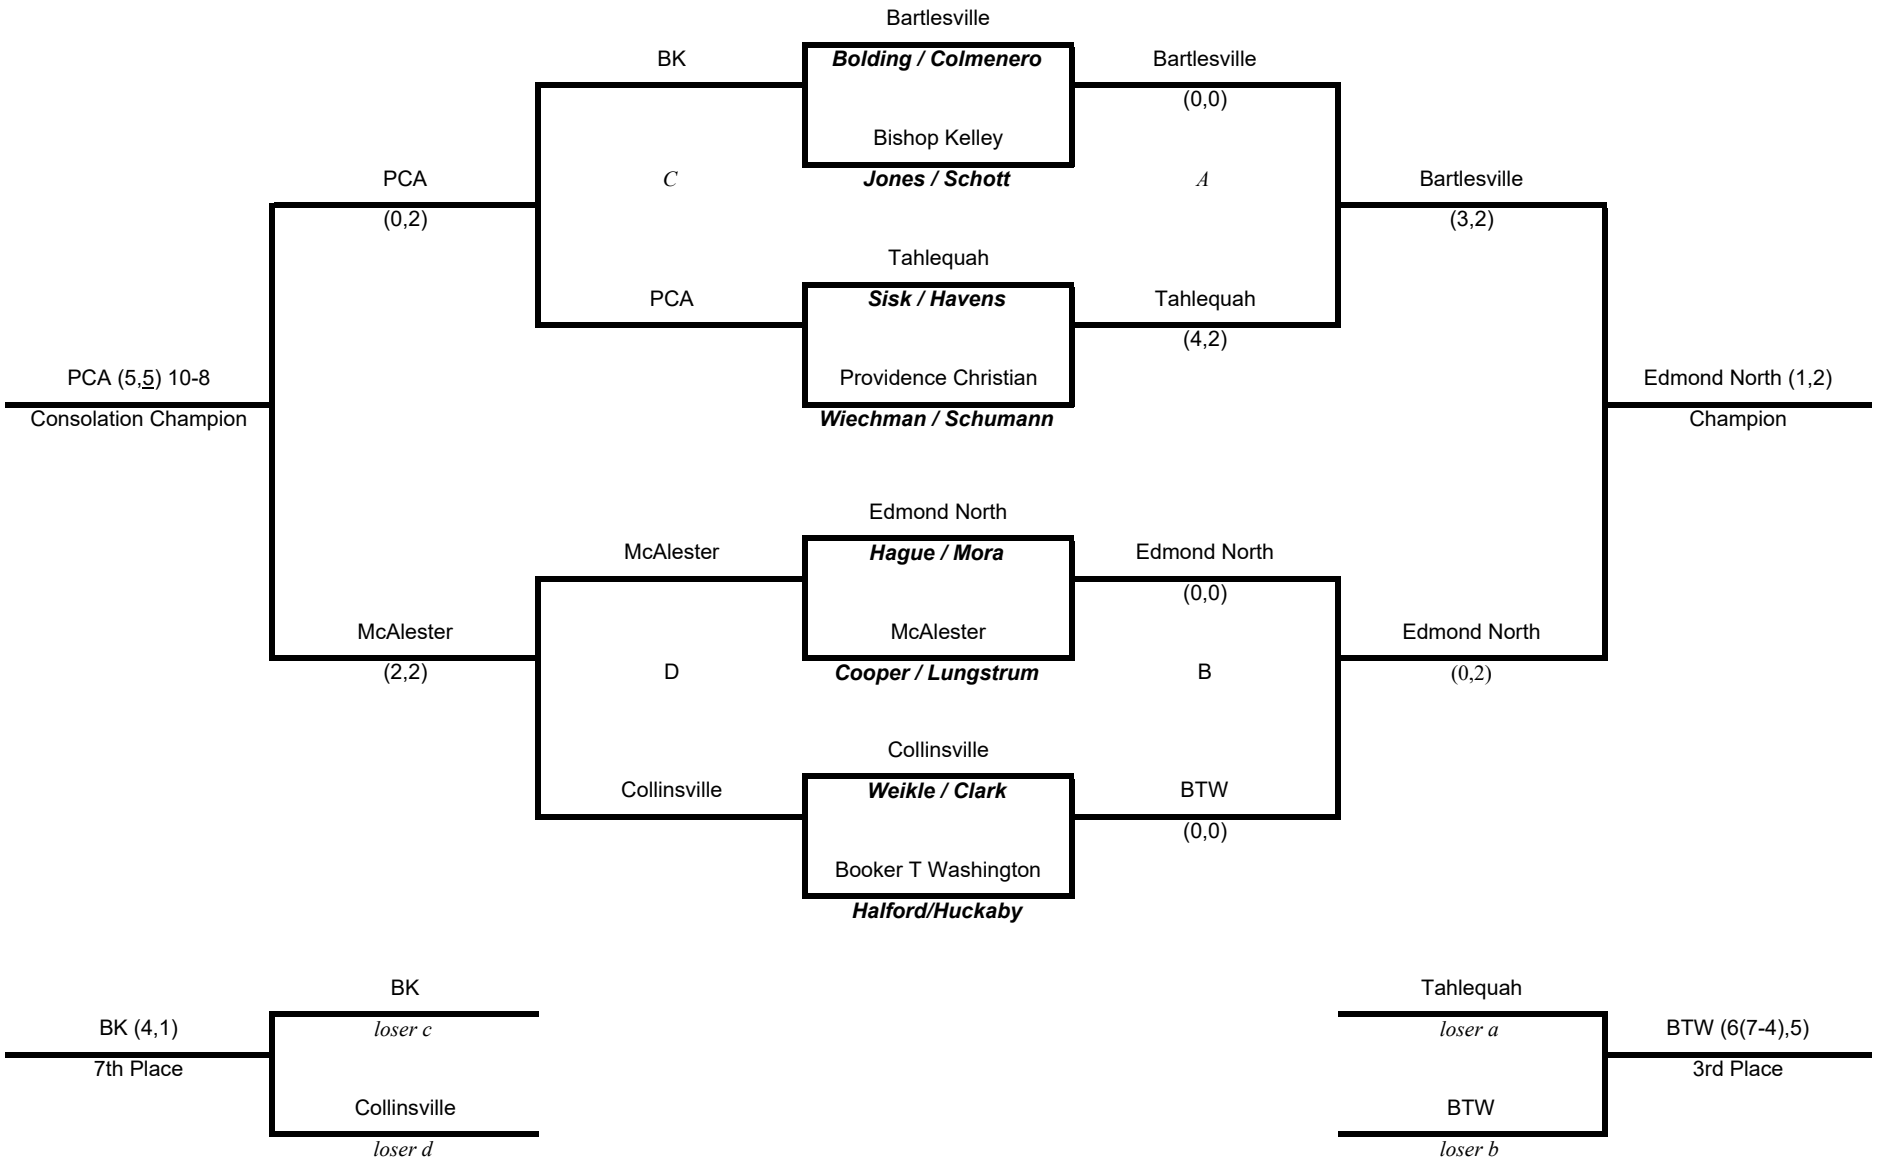 Bartlesville
BK
Bolding / Colmenero
Bartlesville
(0,0)
Bishop Kelley
PCA
C
Jones / Schott
A
Bartlesville
(0,2)
(3,2)
Tahlequah
PCA
Sisk / Havens
Tahlequah
(4,2)
PCA (5,5) 10-8
Providence Christian
Edmond North (1,2)
Consolation Champion
Wiechman / Schumann
Champion
Edmond North
McAlester
Hague / Mora
Edmond North
(0,0)
McAlester
McAlester
Edmond North
(2,2)
D
Cooper / Lungstrum
B
(0,2)
Collinsville
Collinsville
Weikle / Clark
BTW
(0,0)
Booker T Washington
Halford/Huckaby
BK
Tahlequah
BK (4,1)
loser c
loser a
BTW (6(7-4),5)
7th Place
3rd Place
Collinsville
BTW
loser d
loser b